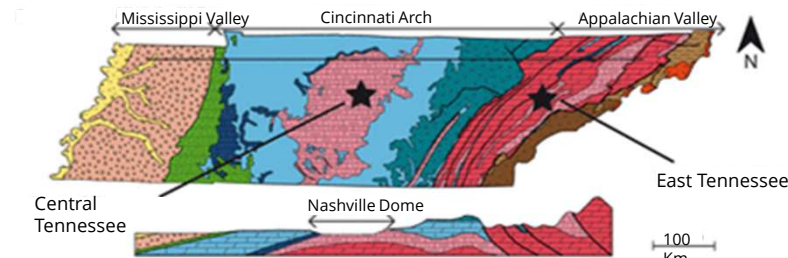 Mississippi Valley
Cincinnati Arch
Appalachian Valley
N
East Tennessee
Central
Tennessee
Nashville Dome
100
Km